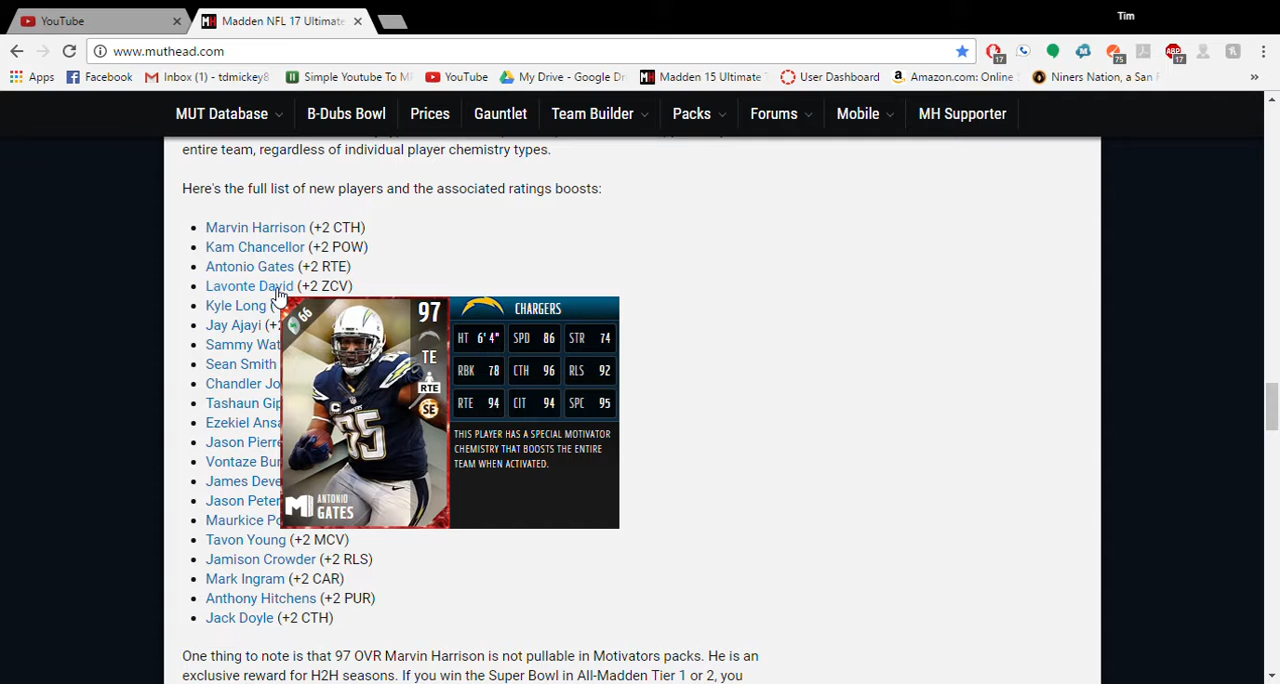 YouTube
Madden NFL 17 Ultimate
Tim
www.muthead.com
17
75
17
Apps
Facebook
Inbox (1) - tdmickey8
Simple Youtube To M
YouTube
My Drive - Google Dr
Madden 15 Ultimate
User Dashboard
Amazon.com: Online
Niners Nation, a San
MUT Database
B-Dubs Bowl
Prices
Gauntlet
Team Builder
Packs
Forums
Mobile
MH Supporter
entire team, regardless of individual player chemistry types.
Here's the full list of new players and the associated ratings boosts:
Marvin Harrison (+2 CTH)
Kam Chancellor (+2 POW)
Antonio Gates (+2 RTE)
Lavonte David (+2 ZCV)
Kyle Long
Jay Ajayi (+2
Sammy Wat
Sean Smith
Chandler Jo
Tashaun Gip
Ezekiel Ansa
Jason Pierre
Vontaze Bur
James Deve
Jason Peter
Maurkice Po
Tavon Young (+2 MCV)
Jamison Crowder (+2 RLS)
Mark Ingram (+2 CAR)
Anthony Hitchens (+2 PUR)
Jack Doyle (+2 CTH)
66
97
TE
RTE
SE
85
ANTONIO
GATES
CHARGERS
HT 6' 4" SPD 86 STR 74
RBK 78 CTH 96 RLS 92
RTE 94 CIT 94 SPC 95
THIS PLAYER HAS A SPECIAL MOTIVATOR
CHEMISTRY THAT BOOSTS THE ENTIRE
TEAM WHEN ACTIVATED.
One thing to note is that 97 OVR Marvin Harrison is not pullable in Motivators packs. He is an
exclusive reward for H2H seasons. If you win the Super Bowl in All-Madden Tier 1 or 2, you